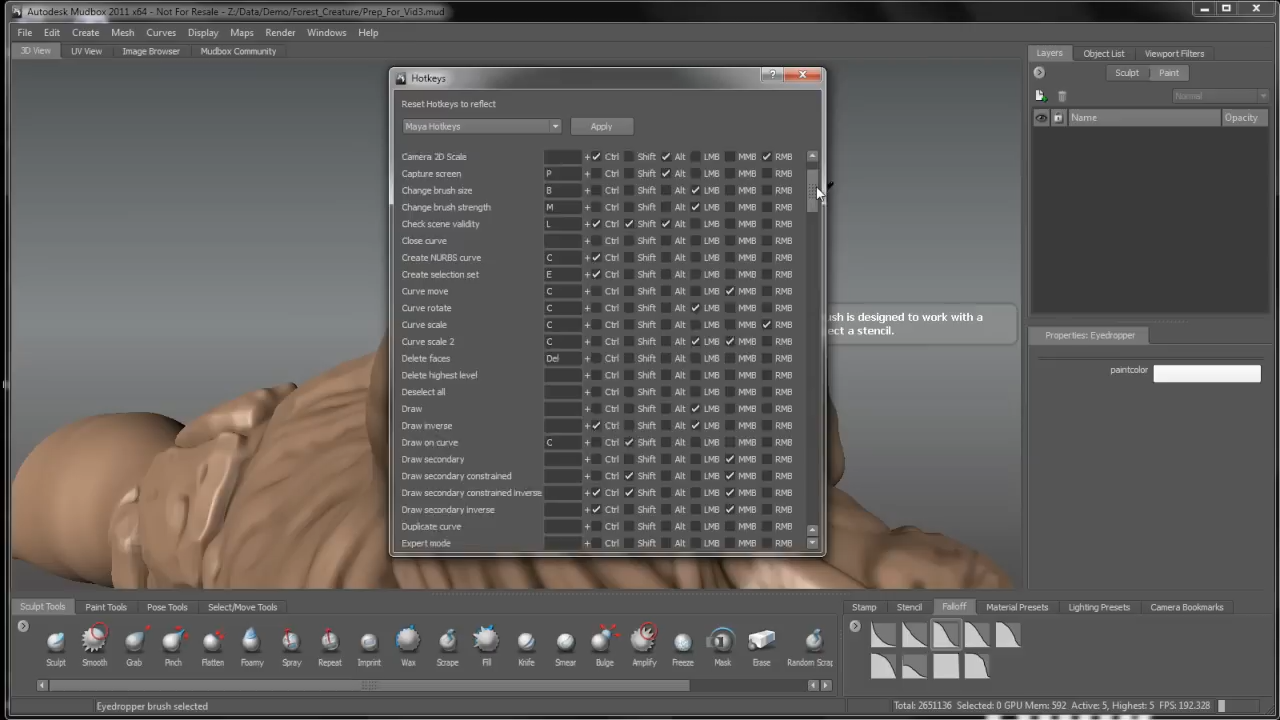 Autodesk Mudbox 2011 x64 - Not For Resale - Z:/Data/Demo/Forest_Creature/Prep_For_Vid3.mud
File Edit Create Mesh Curves Display Maps Render Windows Help
3D View UV View Image Browser Mudbox Community
Layers Object List Viewport Filters
Sculpt Paint
Normal
Name Opacity
Hotkeys
Reset Hotkeys to reflect
Maya Hotkeys Apply
Camera 2D Scale + Ctrl Shift Alt LMB MMB RMB
Capture screen P + Ctrl Shift Alt LMB MMB RMB
Change brush size B + Ctrl Shift Alt LMB MMB RMB
Change brush strength M + Ctrl Shift Alt LMB MMB RMB
Check scene validity L + Ctrl Shift Alt LMB MMB RMB
Close curve + Ctrl Shift Alt LMB MMB RMB
Create NURBS curve C + Ctrl Shift Alt LMB MMB RMB
Create selection set E + Ctrl Shift Alt LMB MMB RMB
Curve move C + Ctrl Shift Alt LMB MMB RMB
Curve rotate C + Ctrl Shift Alt LMB MMB RMB
Curve scale C + Ctrl Shift Alt LMB MMB RMB
Curve scale 2 C + Ctrl Shift Alt LMB MMB RMB
Delete faces Del + Ctrl Shift Alt LMB MMB RMB
Delete highest level + Ctrl Shift Alt LMB MMB RMB
Deselect all + Ctrl Shift Alt LMB MMB RMB
Draw + Ctrl Shift Alt LMB MMB RMB
Draw inverse + Ctrl Shift Alt LMB MMB RMB
Draw on curve C + Ctrl Shift Alt LMB MMB RMB
Draw secondary + Ctrl Shift Alt LMB MMB RMB
Draw secondary constrained + Ctrl Shift Alt LMB MMB RMB
Draw secondary constrained inverse + Ctrl Shift Alt LMB MMB RMB
Draw secondary inverse + Ctrl Shift Alt LMB MMB RMB
Duplicate curve + Ctrl Shift Alt LMB MMB RMB
Expert mode + Ctrl Shift Alt LMB MMB RMB
ush is designed to work with a
ect a stencil.
Properties: Eyedropper
paintcolor
Sculpt Tools Paint Tools Pose Tools Select/Move Tools
Sculpt Smooth Grab Pinch Flatten Foamy Spray Repeat Imprint Wax Scrape Fill Knife Smear Bulge Amplify Freeze Mask Erase Random Scrap
Stamp Stencil Falloff Material Presets Lighting Presets Camera Bookmarks
Eyedropper brush selected
Total: 2651136 Selected: 0 GPU Mem: 592 Active: 5, Highest: 5 FPS: 192.328